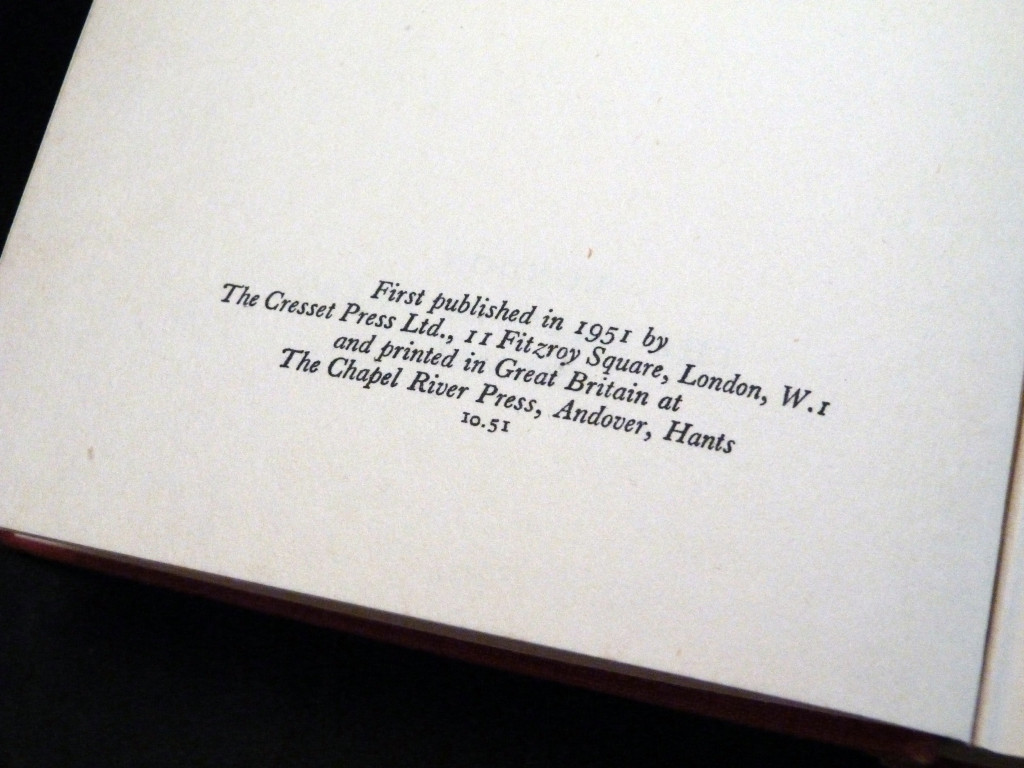 First published in 1951 by
The Cresset Press Ltd., 11 Fitzroy Square, London, W.1
and printed in Great Britain at
The Chapel River Press, Andover, Hants
10.51